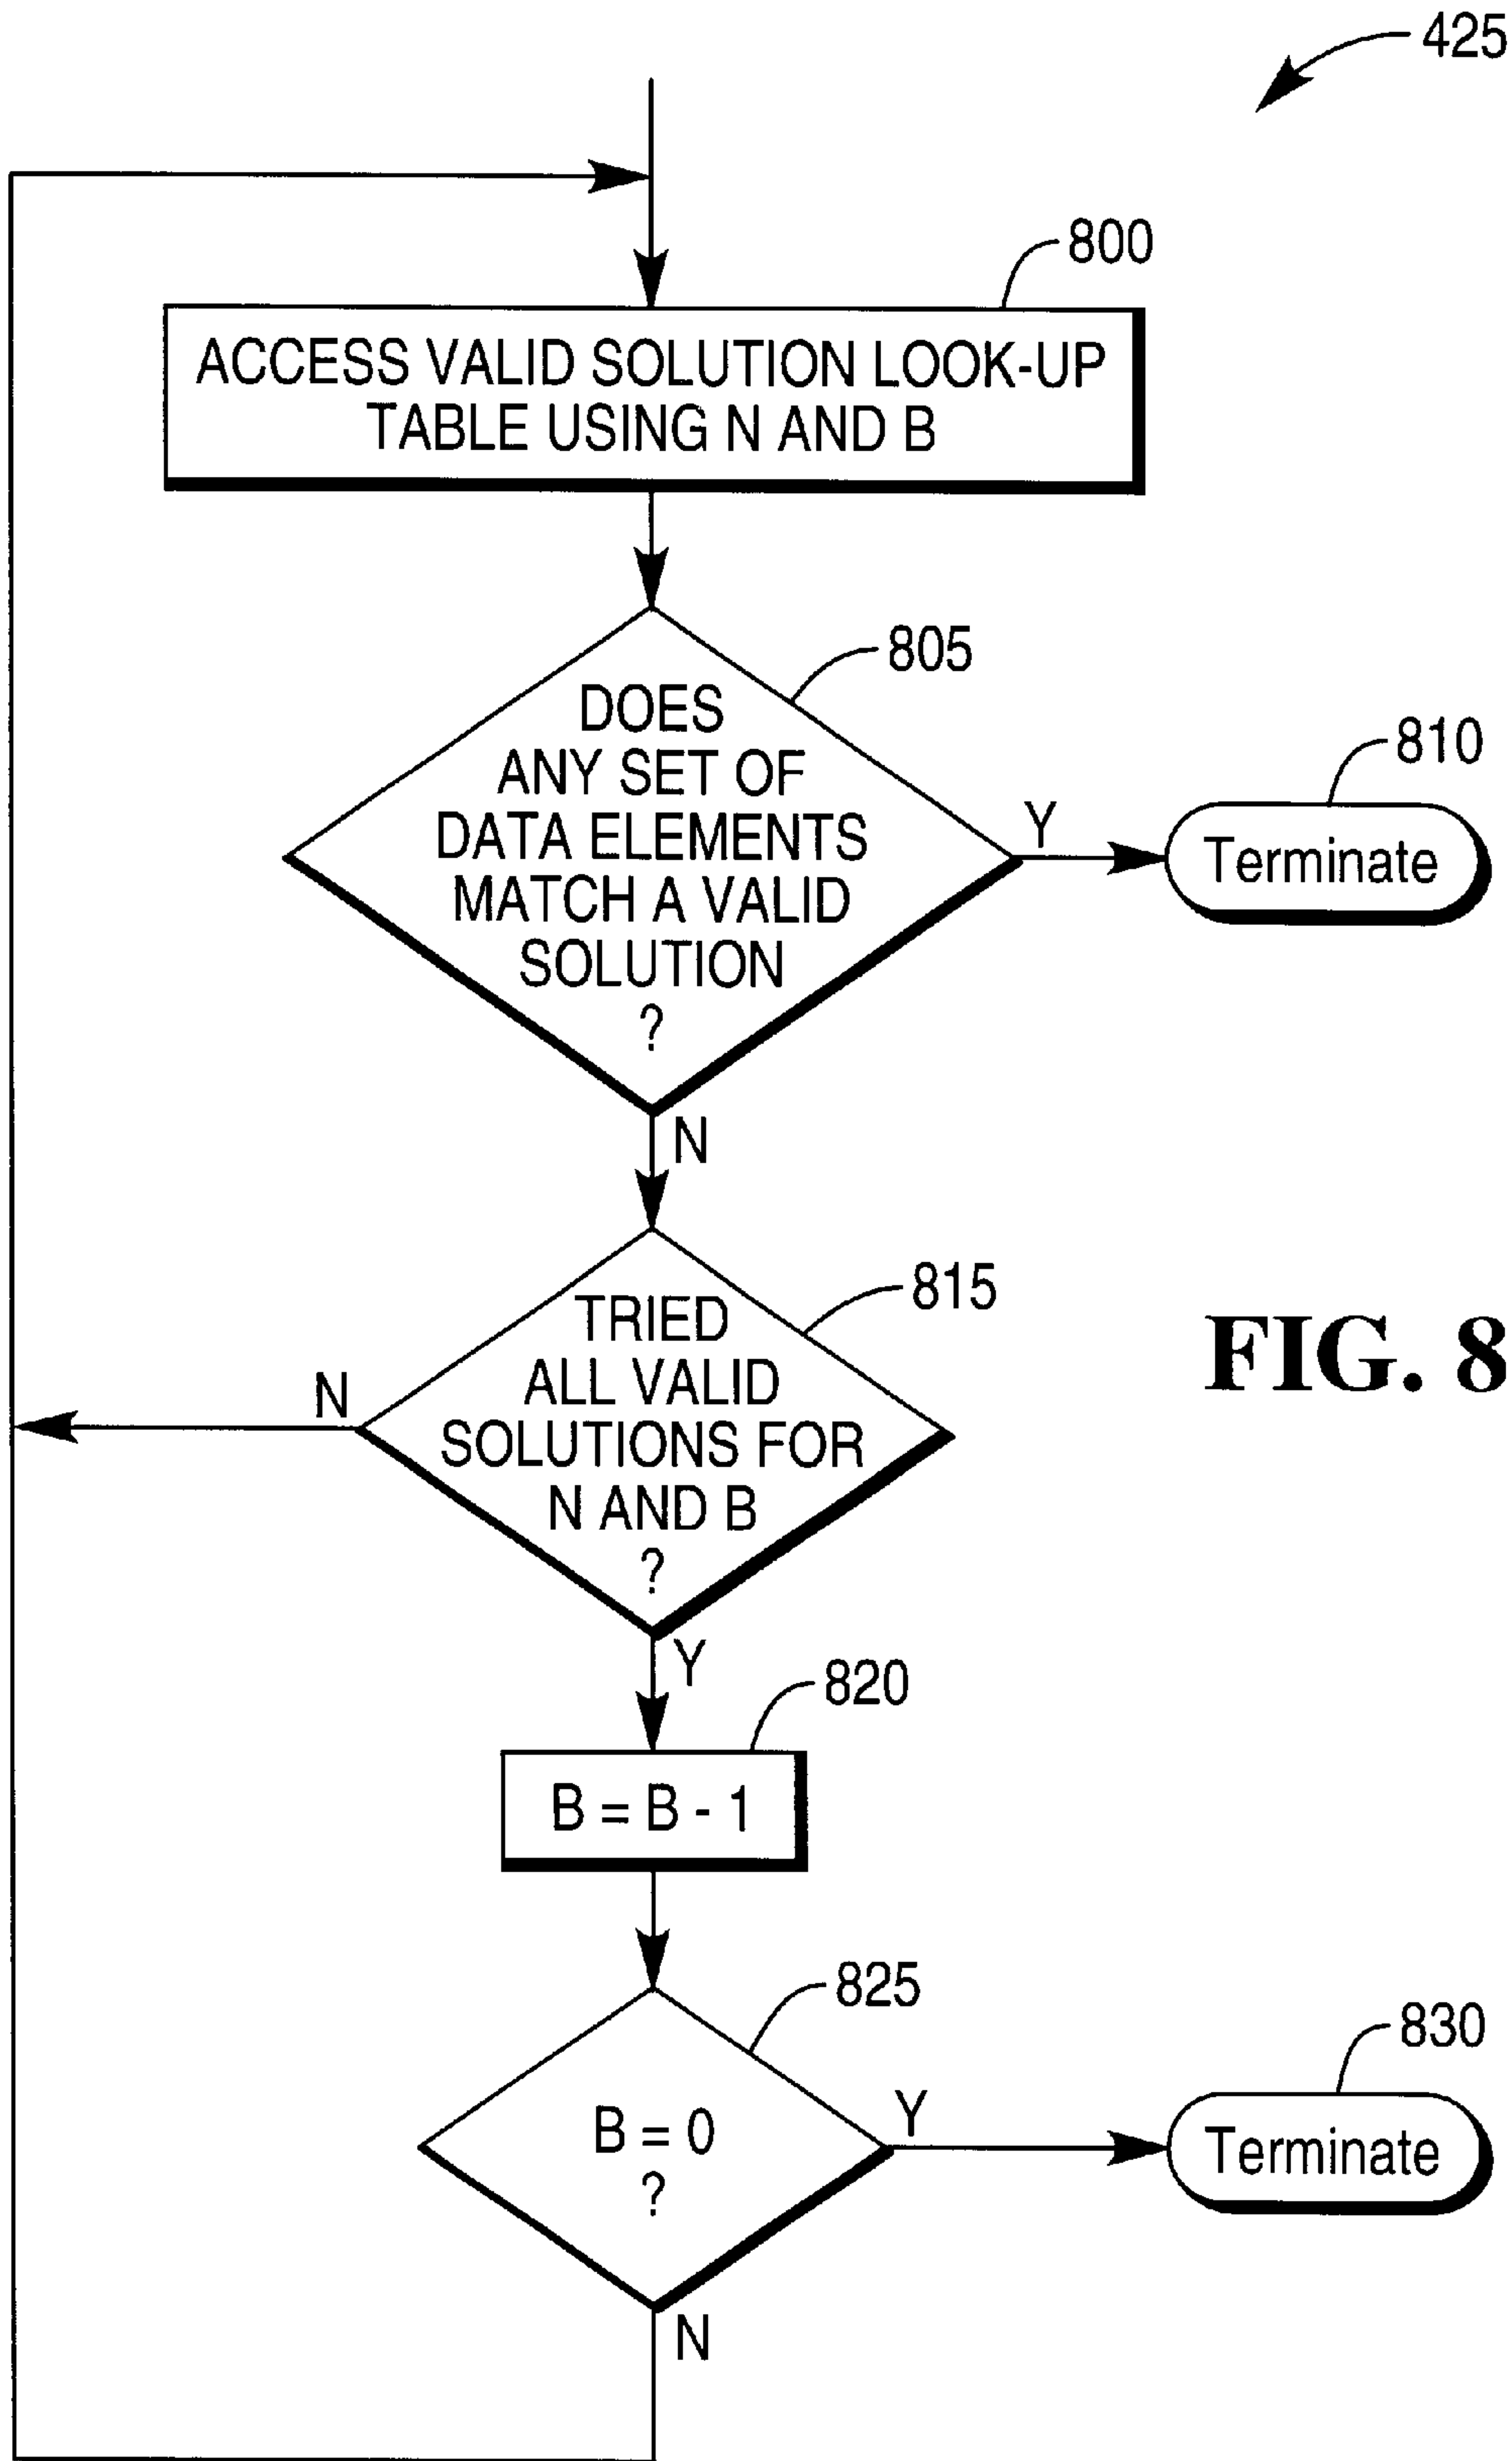 425
800
ACCESS VALID SOLUTION LOOK-UP
TABLE USING N AND B
805
DOES
ANY SET OF
DATA ELEMENTS
MATCH A VALID
SOLUTION
?
Y
810
Terminate
N
815
TRIED
ALL VALID
SOLUTIONS FOR
N AND B
?
N
FIG. 8
Y
820
B = B - 1
825
B = 0
?
Y
830
Terminate
N